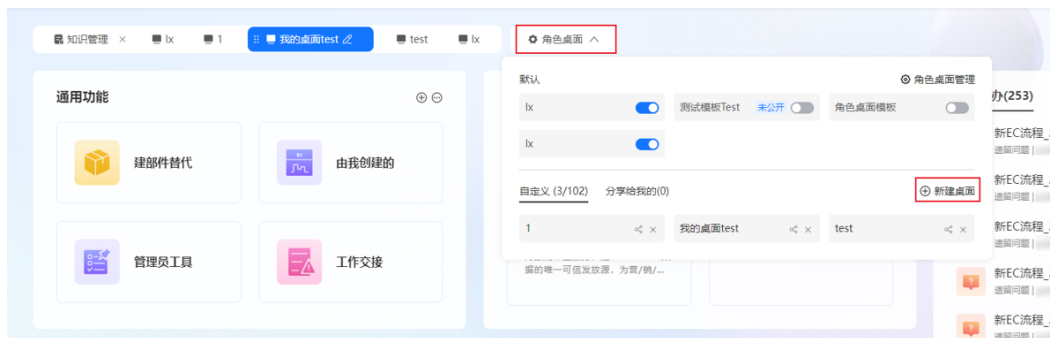 知识管理 ×  lx  1  我的桌面test  test  lx  角色桌面
通用功能
建部件替代
由我创建的
管理员工具
工作交接
默认  角色桌面管理
lx  测试模板Test 未公开  角色桌面模板
lx
自定义 (3/102)  分享给我的(0)  新建桌面
1  ×  我的桌面test  ×  test  ×
据的唯一可信发放源，为营/销/...
办(253)
新EC流程_
遗留问题 |
新EC流程_
遗留问题 |
新EC流程_
遗留问题 |
新EC流程_
遗留问题 |
新EC流程_
遗留问题 |